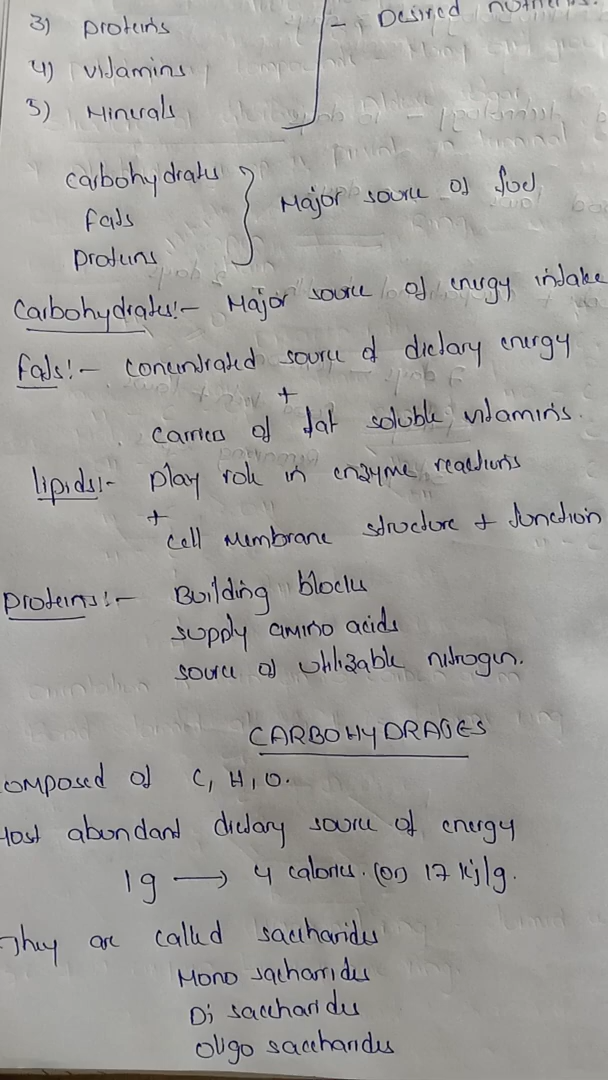 3) proteins - Desired
4) vitamins
5) Minerals
carbohydrates
fats
proteins
Major source of food
Carbohydrates:- Major source of energy intake
fats:- concentrated source of dietary energy
+
carries of fat soluble vitamins.
lipids:- play role in enzyme reactions
+
cell Membrane structure + function
proteins:- Building blocks
supply amino acids
source of utilizable nitrogen.
CARBOHYDRAGES
omposed of C, H, O.
ost abundant dietary source of energy
1g → 4 calories. (or) 17 kj/g.
They are called saccharides
Mono saccharides
Di saccharides
Oligo saccharides